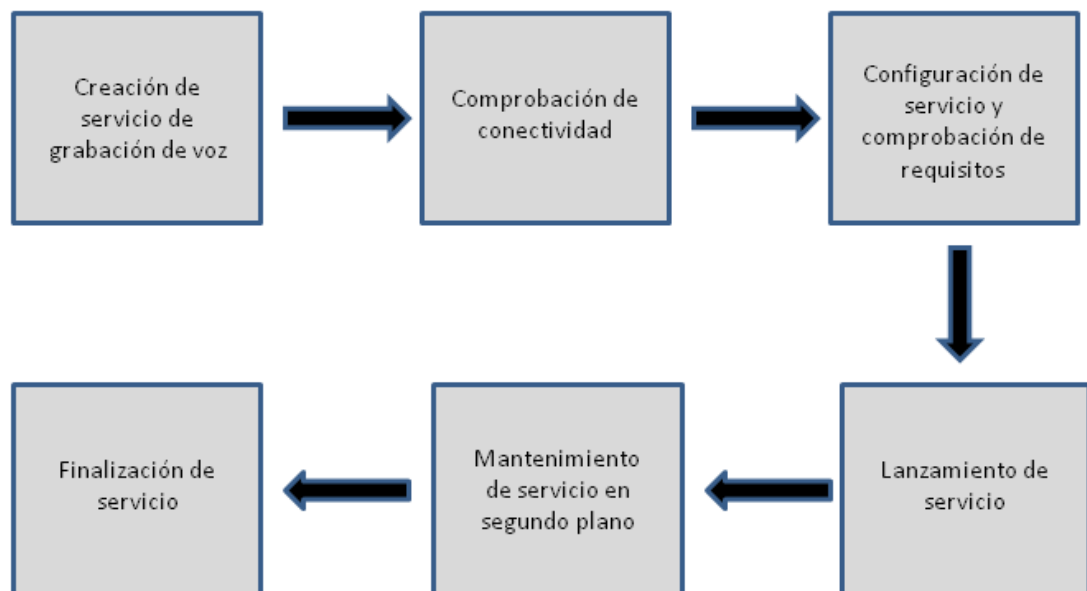 Creación de
servicio de
grabación de voz
Comprobación de
conectividad
Configuración de
servicio y
comprobación de
requisitos
Lanzamiento de
servicio
Mantenimiento
de servicio en
segundo plano
Finalización de
servicio